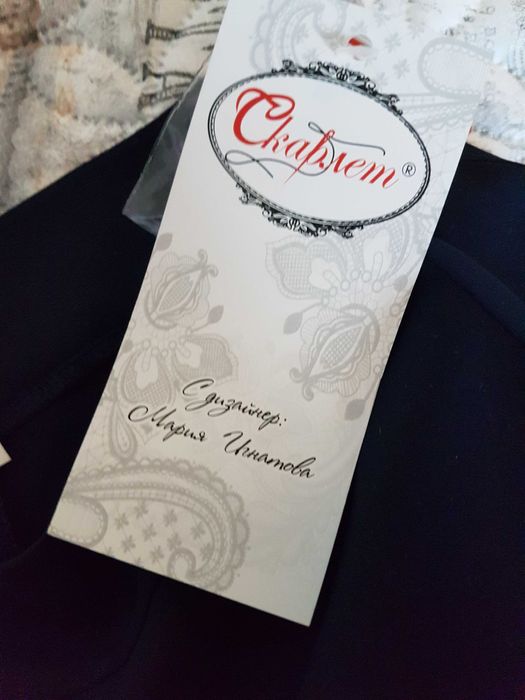 Скарлет®
С дизайнер:
Мария Игнатова